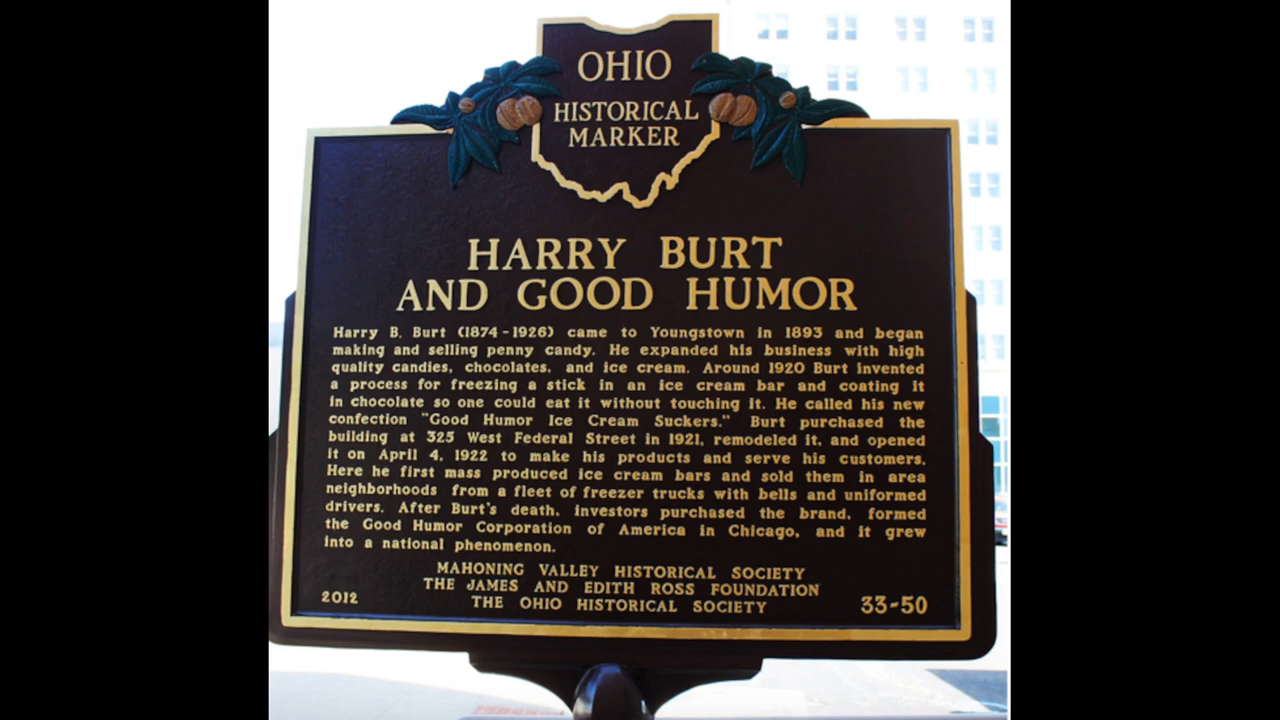 OHIO
HISTORICAL
MARKER
HARRY BURT
AND GOOD HUMOR
Harry B. Burt (1874-1926) came to Youngstown in 1893 and began
making and selling penny candy. He expanded his business with high
quality candies, chocolates, and ice cream. Around 1920 Burt invented
a process for freezing a stick in an ice cream bar and coating it
in chocolate so one could eat it without touching it. He called his new
confection "Good Humor Ice Cream Suckers." Burt purchased the
building at 325 West Federal Street in 1921, remodeled it, and opened
it on April 4, 1922 to make his products and serve his customers.
Here he first mass produced ice cream bars and sold them in area
neighborhoods from a fleet of freezer trucks with bells and uniformed
drivers. After Burt's death, investors purchased the brand, formed
the Good Humor Corporation of America in Chicago, and it grew
into a national phenomenon.
MAHONING VALLEY HISTORICAL SOCIETY
THE JAMES AND EDITH ROSS FOUNDATION
THE OHIO HISTORICAL SOCIETY
2012
33-50